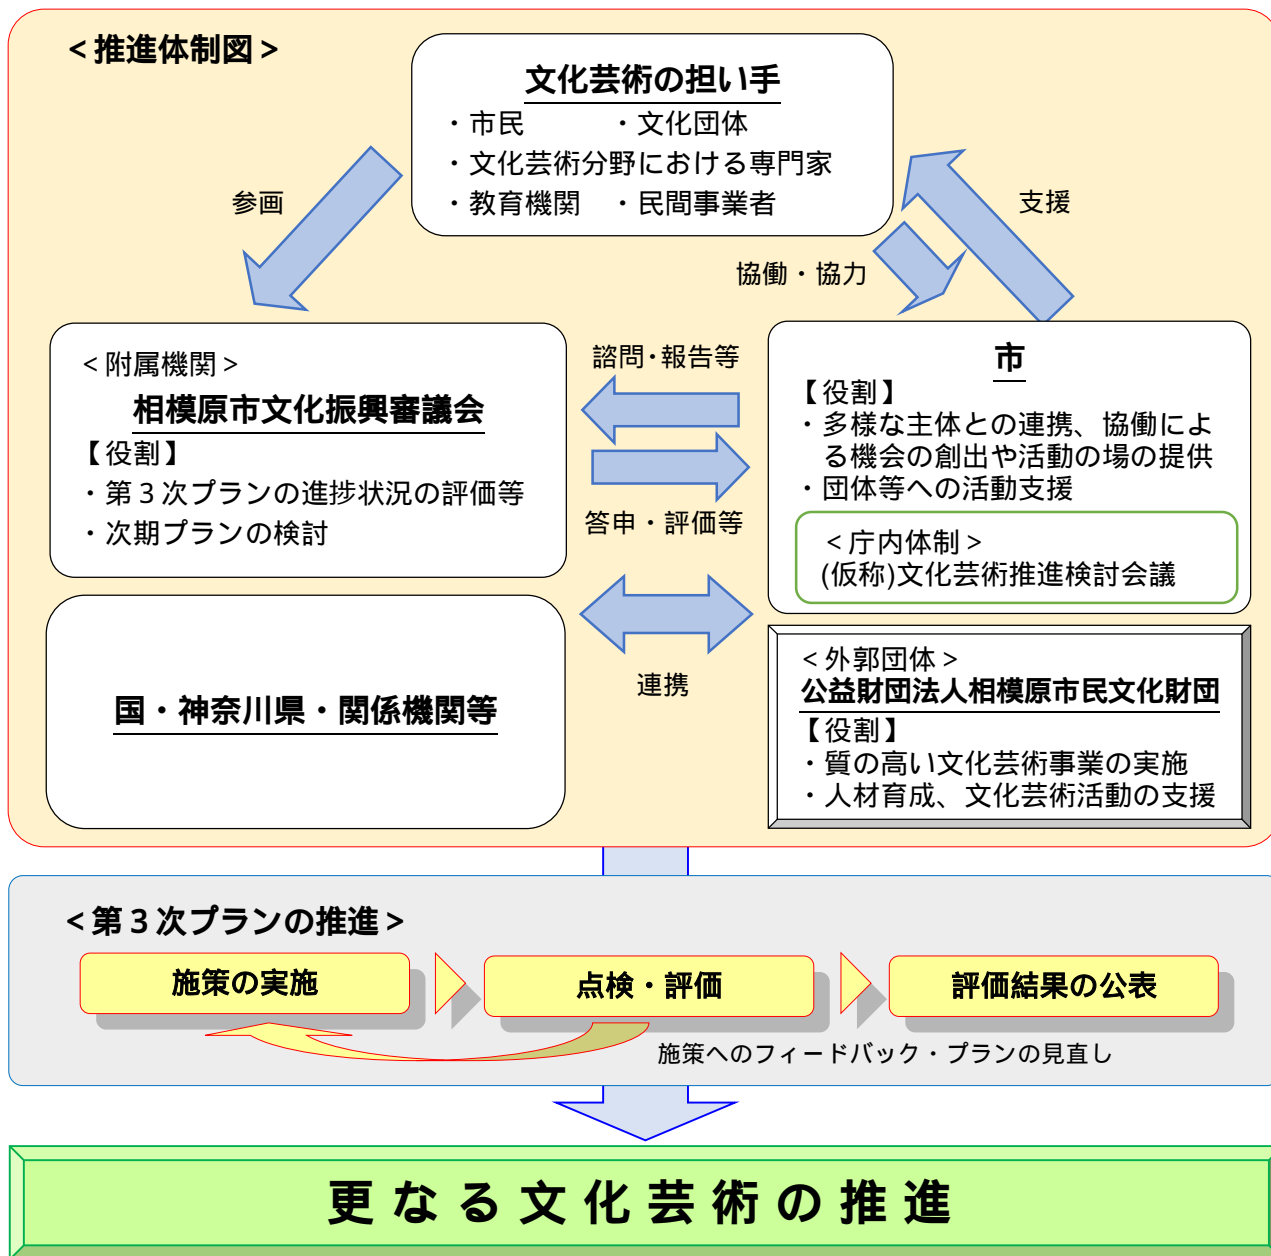 ＜推進体制図＞
文化芸術の担い手
・市民　　　・文化団体
・文化芸術分野における専門家
・教育機関　・民間事業者
参画
支援
協働・協力
＜附属機関＞
相模原市文化振興審議会
【役割】
・第３次プランの進捗状況の評価等
・次期プランの検討
諮問・報告等
答申・評価等
市
【役割】
・多様な主体との連携、協働によ
る機会の創出や活動の場の提供
・団体等への活動支援
＜庁内体制＞
(仮称)文化芸術推進検討会議
国・神奈川県・関係機関等
連携
＜外郭団体＞
公益財団法人相模原市民文化財団
【役割】
・質の高い文化芸術事業の実施
・人材育成、文化芸術活動の支援
＜第３次プランの推進＞
施策の実施
点検・評価
評価結果の公表
施策へのフィードバック・プランの見直し
更なる文化芸術の推進